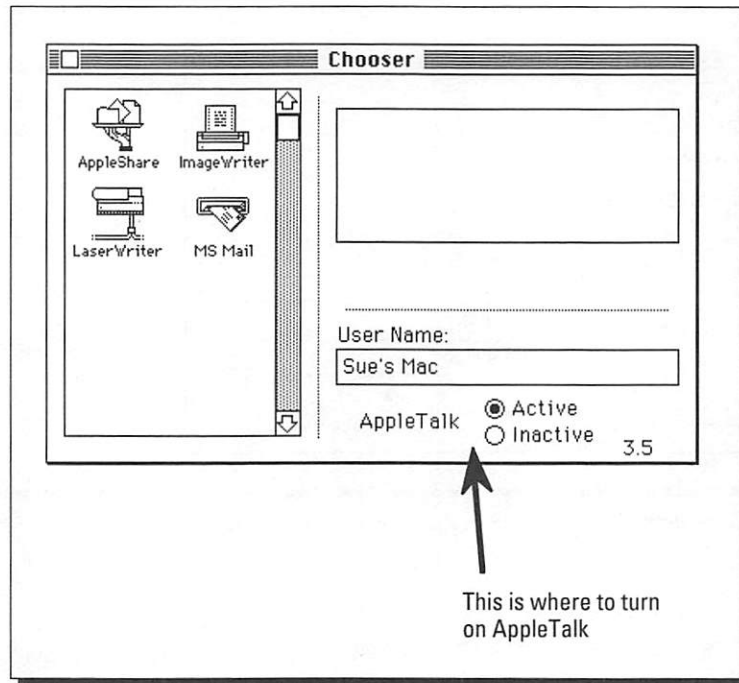 Chooser
AppleShare
ImageWriter
LaserWriter
MS Mail
User Name:
Sue's Mac
AppleTalk
Active
Inactive
3.5
This is where to turn
on AppleTalk